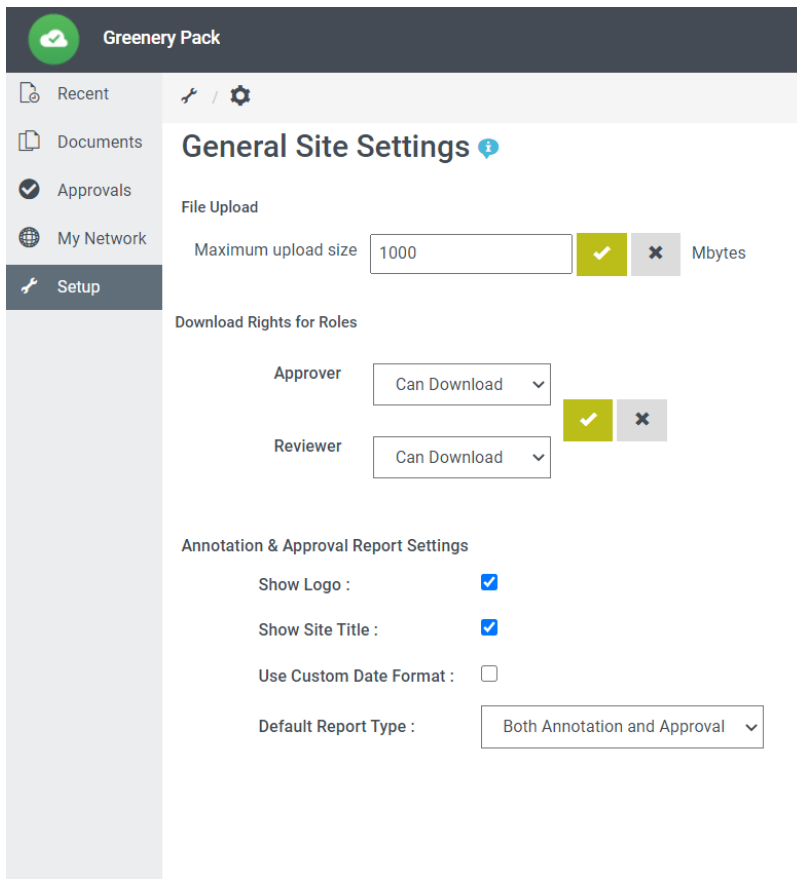 Greenery Pack
Recent
Documents
Approvals
My Network
Setup
/
General Site Settings
File Upload
Maximum upload size 1000 Mbytes
Download Rights for Roles
Approver Can Download
Reviewer Can Download
Annotation & Approval Report Settings
Show Logo :
Show Site Title :
Use Custom Date Format :
Default Report Type : Both Annotation and Approval